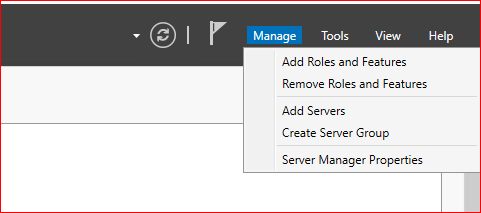 Manage Tools View Help
Add Roles and Features
Remove Roles and Features
Add Servers
Create Server Group
Server Manager Properties